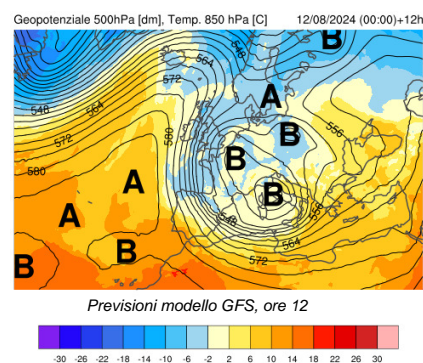 Geopotenziale 500hPa [dm], Temp. 850 hPa [C] 12/08/2024 (00:00)+12h
B
548
564
572
A
548
564
580
556
572
B
B
580
A
B
A
548
556
B
564
B
572
Previsioni modello GFS, ore 12
-30 -26 -22 -18 -14 -10 -6 -2 2 6 10 14 18 22 26 30